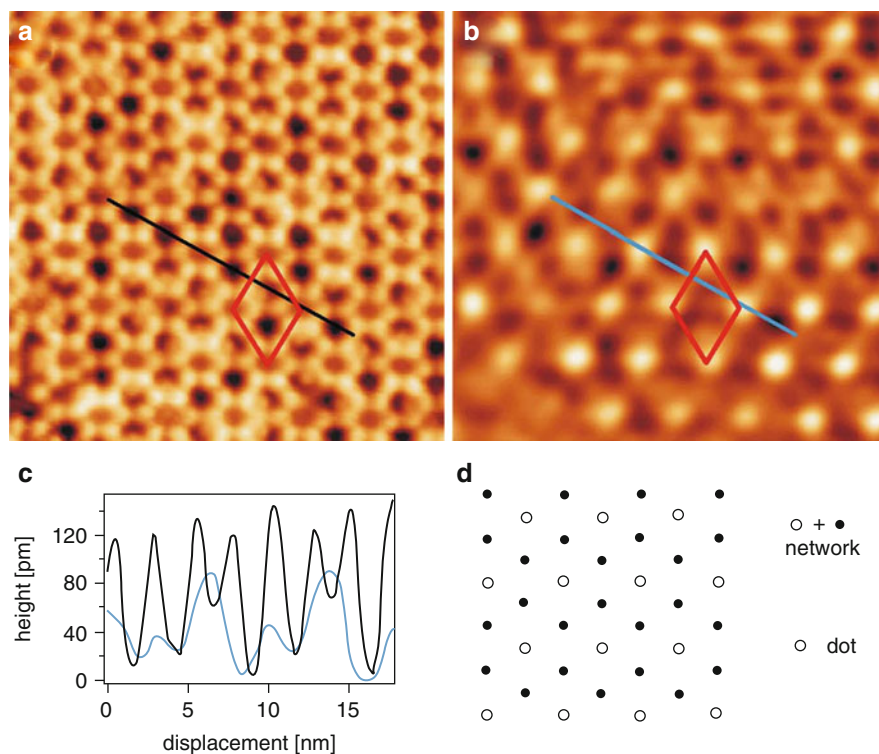 a
b
c
height [pm]
120
80
40
0
0 5 10 15
displacement [nm]
d
+
network
dot